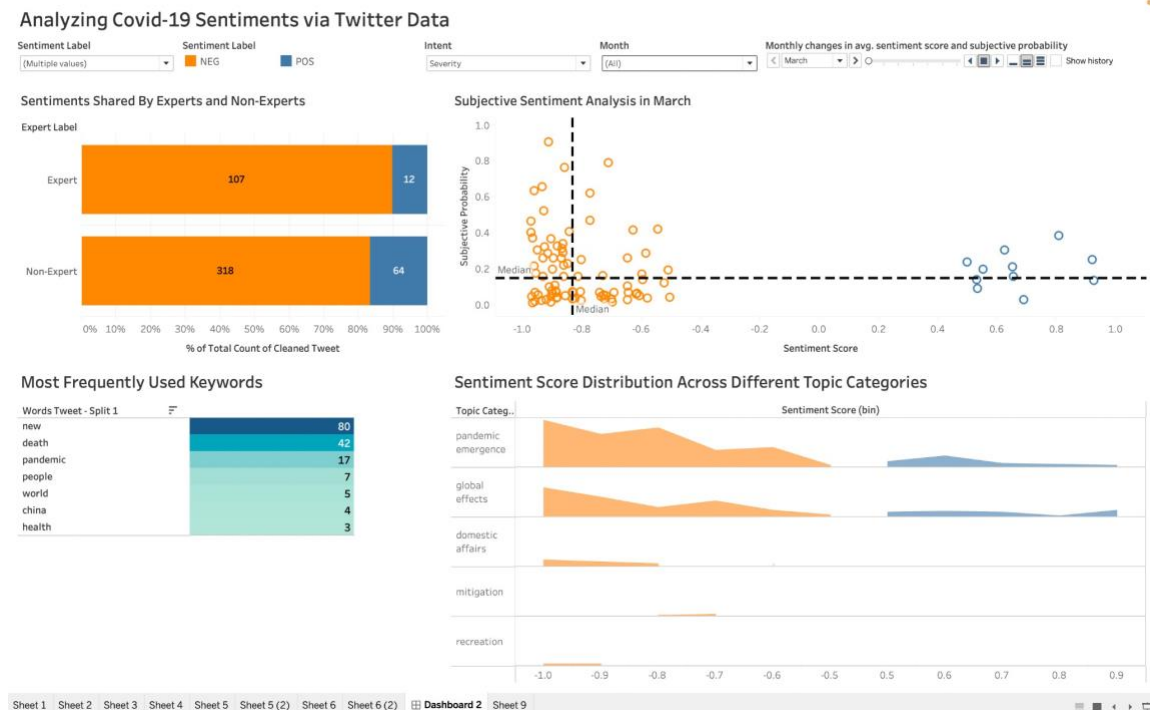 Analyzing Covid-19 Sentiments via Twitter Data
Sentiment Label
(Multiple values)
Sentiment Label
NEG
POS
Intent
Severity
Month
(All)
Monthly changes in avg. sentiment score and subjective probability
March
Show history
Sentiments Shared By Experts and Non-Experts
Expert Label
Expert
107
12
Non-Expert
318
64
0% 10% 20% 30% 40% 50% 60% 70% 80% 90% 100%
% of Total Count of Cleaned Tweet
Subjective Sentiment Analysis in March
Subjective Probability
1.0
0.8
0.6
0.4
0.2
0.0
Median
Median
-1.0 -0.8 -0.6 -0.4 -0.2 0.0 0.2 0.4 0.6 0.8 1.0
Sentiment Score
Most Frequently Used Keywords
Words Tweet - Split 1
new 80
death 42
pandemic 17
people 7
world 5
china 4
health 3
Sentiment Score Distribution Across Different Topic Categories
Topic Categ.. Sentiment Score (bin)
pandemic
emergence
global
effects
domestic
affairs
mitigation
recreation
-1.0 -0.9 -0.8 -0.7 -0.6 -0.5 0.5 0.6 0.7 0.8 0.9
Sheet 1 Sheet 2 Sheet 3 Sheet 4 Sheet 5 Sheet 5 (2) Sheet 6 Sheet 6 (2) Dashboard 2 Sheet 9